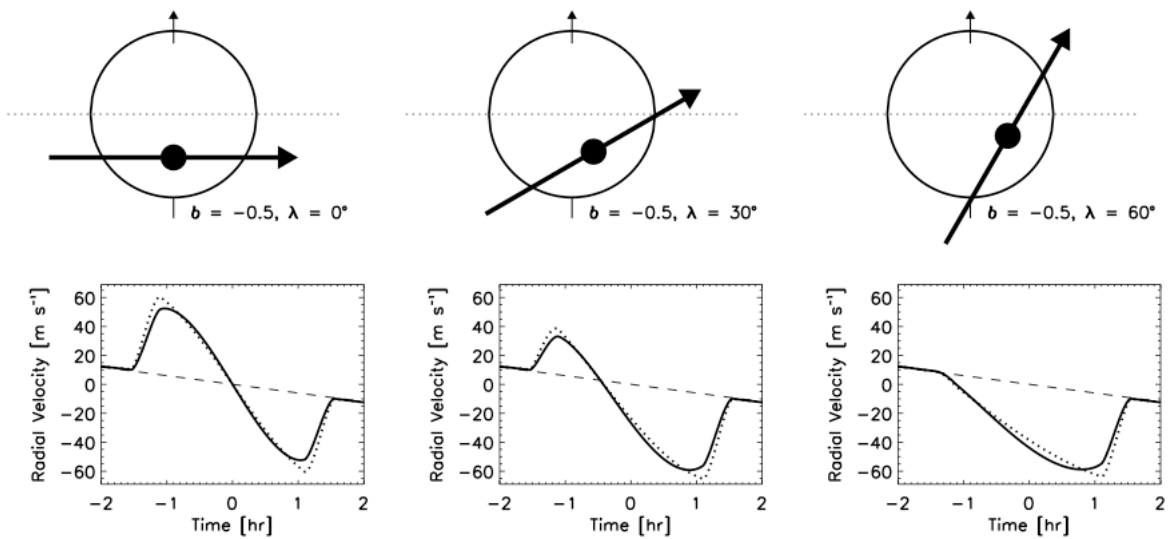 b = −0.5, λ = 0°
b = −0.5, λ = 30°
b = −0.5, λ = 60°
Radial Velocity [m s⁻¹]
60
40
20
0
−20
−40
−60
−2 −1 0 1 2
Time [hr]
Radial Velocity [m s⁻¹]
60
40
20
0
−20
−40
−60
−2 −1 0 1 2
Time [hr]
Radial Velocity [m s⁻¹]
60
40
20
0
−20
−40
−60
−2 −1 0 1 2
Time [hr]